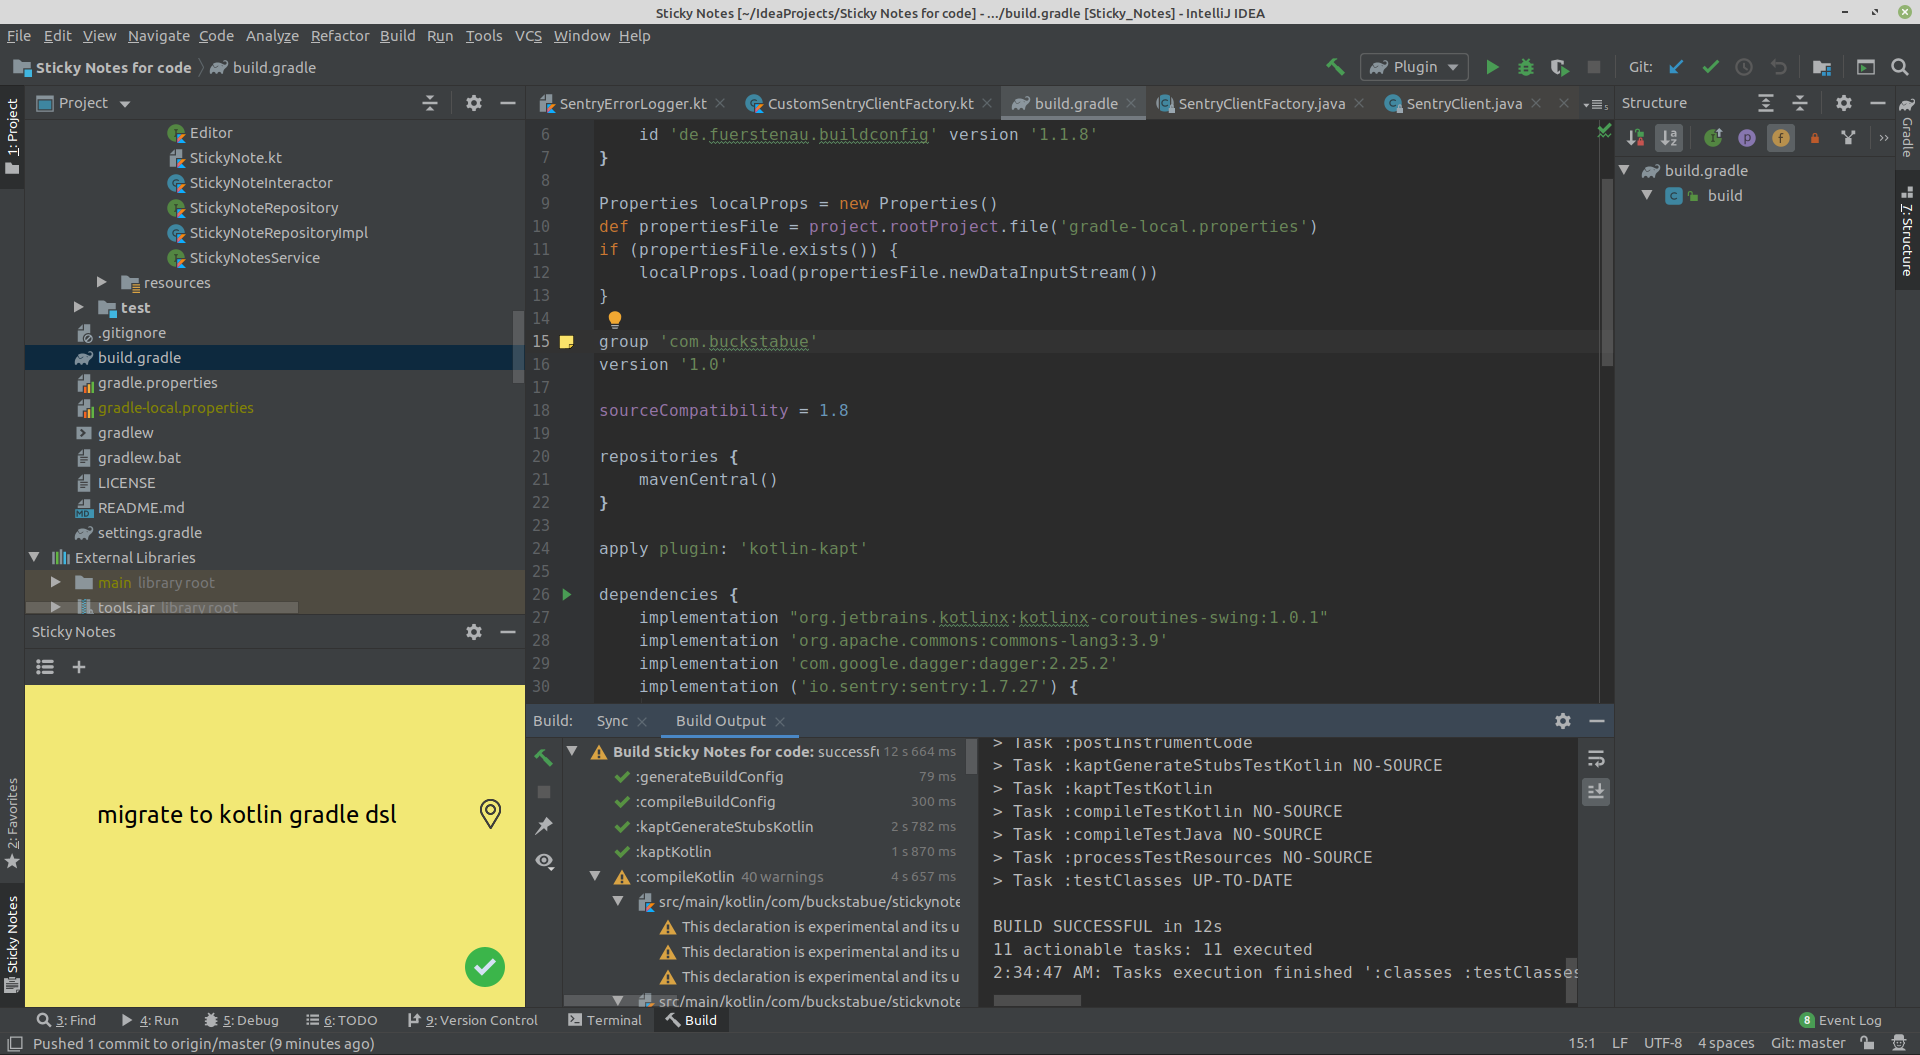 Sticky Notes [~/IdeaProjects/Sticky Notes for code] - .../build.gradle [Sticky_Notes] - IntelliJ IDEA
File Edit View Navigate Code Analyze Refactor Build Run Tools VCS Window Help
Sticky Notes for code build.gradle
Plugin
Git:
1: Project
Project
Editor
StickyNote.kt
StickyNoteInteractor
StickyNoteRepository
StickyNoteRepositoryImpl
StickyNotesService
resources
test
.gitignore
build.gradle
gradle.properties
gradle-local.properties
gradlew
gradlew.bat
LICENSE
README.md
settings.gradle
External Libraries
main library root
tools.jar library root
SentryErrorLogger.kt CustomSentryClientFactory.kt build.gradle SentryClientFactory.java SentryClient.java
6 id 'de.fuerstenau.buildconfig' version '1.1.8'
7 }
8
9 Properties localProps = new Properties()
10 def propertiesFile = project.rootProject.file('gradle-local.properties')
11 if (propertiesFile.exists()) {
12 localProps.load(propertiesFile.newDataInputStream())
13 }
14
15 group 'com.buckstabue'
16 version '1.0'
17
18 sourceCompatibility = 1.8
19
20 repositories {
21 mavenCentral()
22 }
23
24 apply plugin: 'kotlin-kapt'
25
26 dependencies {
27 implementation "org.jetbrains.kotlinx:kotlinx-coroutines-swing:1.0.1"
28 implementation 'org.apache.commons:commons-lang3:3.9'
29 implementation 'com.google.dagger:dagger:2.25.2'
30 implementation ('io.sentry:sentry:1.7.27') {
Structure
build.gradle
build
Gradle
7: Structure
Sticky Notes
migrate to kotlin gradle dsl
2: Favorites
Sticky Notes
Build: Sync Build Output
Build Sticky Notes for code: successfu 12 s 664 ms
:generateBuildConfig 79 ms
:compileBuildConfig 300 ms
:kaptGenerateStubsKotlin 2 s 782 ms
:kaptKotlin 1 s 870 ms
:compileKotlin 40 warnings 4 s 657 ms
src/main/kotlin/com/buckstabue/stickynote
This declaration is experimental and its u
This declaration is experimental and its u
This declaration is experimental and its u
src/main/kotlin/com/buckstabue/stickynote
> Task :postInstrumentCode
> Task :kaptGenerateStubsTestKotlin NO-SOURCE
> Task :kaptTestKotlin
> Task :compileTestKotlin NO-SOURCE
> Task :compileTestJava NO-SOURCE
> Task :processTestResources NO-SOURCE
> Task :testClasses UP-TO-DATE
BUILD SUCCESSFUL in 12s
11 actionable tasks: 11 executed
2:34:47 AM: Tasks execution finished ':classes :testClasses
3: Find 4: Run 5: Debug 6: TODO 9: Version Control Terminal Build 8 Event Log
Pushed 1 commit to origin/master (9 minutes ago) 15:1 LF UTF-8 4 spaces Git: master